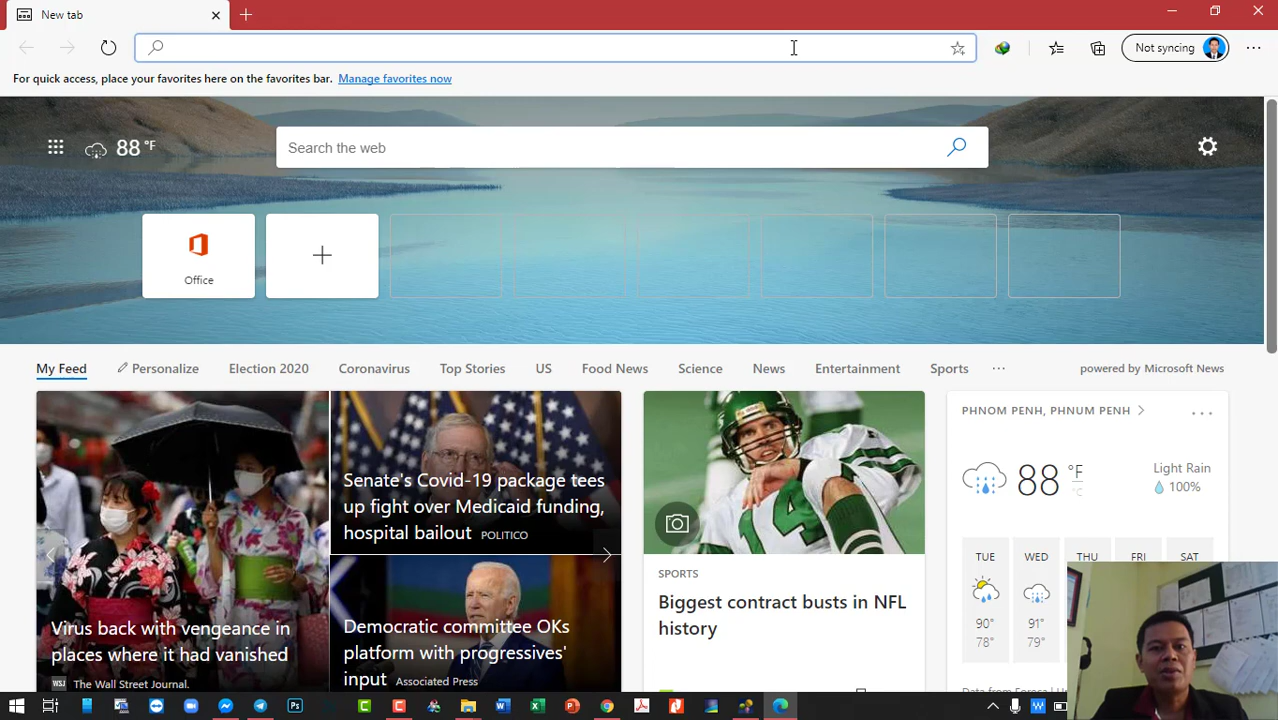 New tab
Not syncing
For quick access, place your favorites here on the favorites bar. Manage favorites now
88 °F
Search the web
Office
My Feed Personalize Election 2020 Coronavirus Top Stories US Food News Science News Entertainment Sports powered by Microsoft News
Virus back with vengeance in
places where it had vanished
WSJ The Wall Street Journal.
Senate's Covid-19 package tees
up fight over Medicaid funding,
hospital bailout POLITICO
Democratic committee OKs
platform with progressives'
input Associated Press
14
SPORTS
Biggest contract busts in NFL
history
PHNOM PENH, PHNUM PENH
88 °F
°C
Light Rain
100%
TUE WED THU FRI SAT
90° 91°
78° 79°